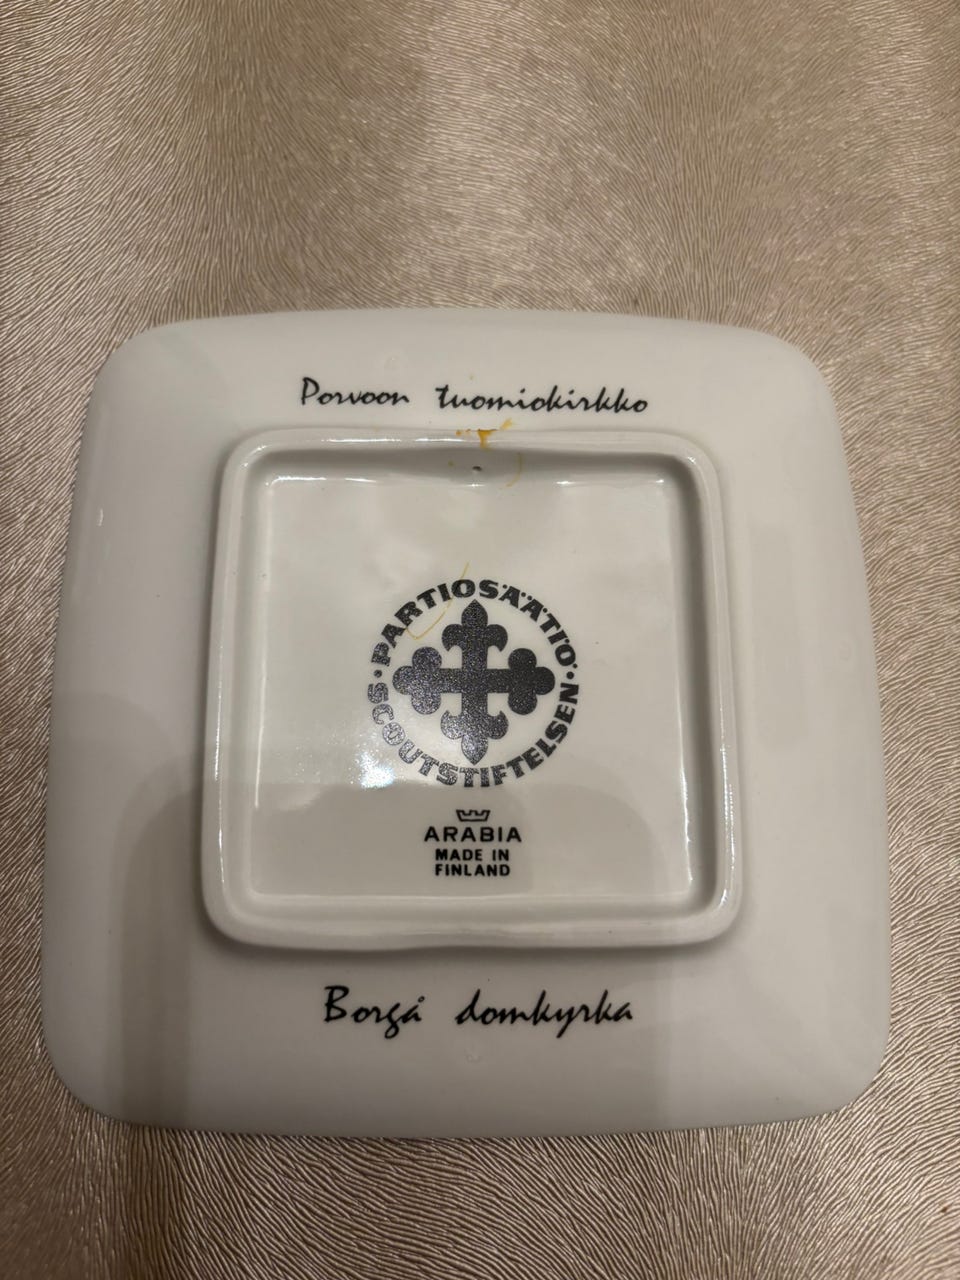 Porvoon tuomiokirkko
PARTIOSÄÄTIÖ · SCOUTSTIFTELSEN ·
ARABIA
MADE IN
FINLAND
Borgå domkyrka